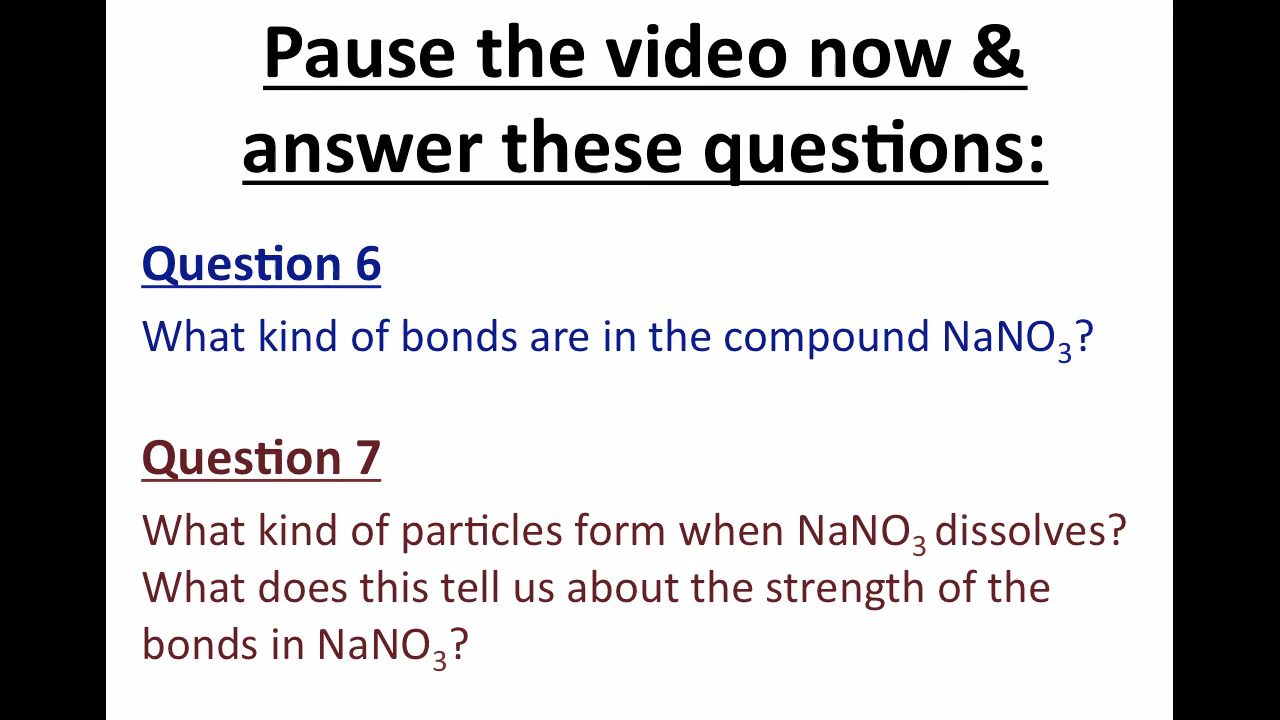 Pause the video now &
answer these questions:
Question 6
What kind of bonds are in the compound NaNO₃?
Question 7
What kind of particles form when NaNO₃ dissolves?
What does this tell us about the strength of the
bonds in NaNO₃?